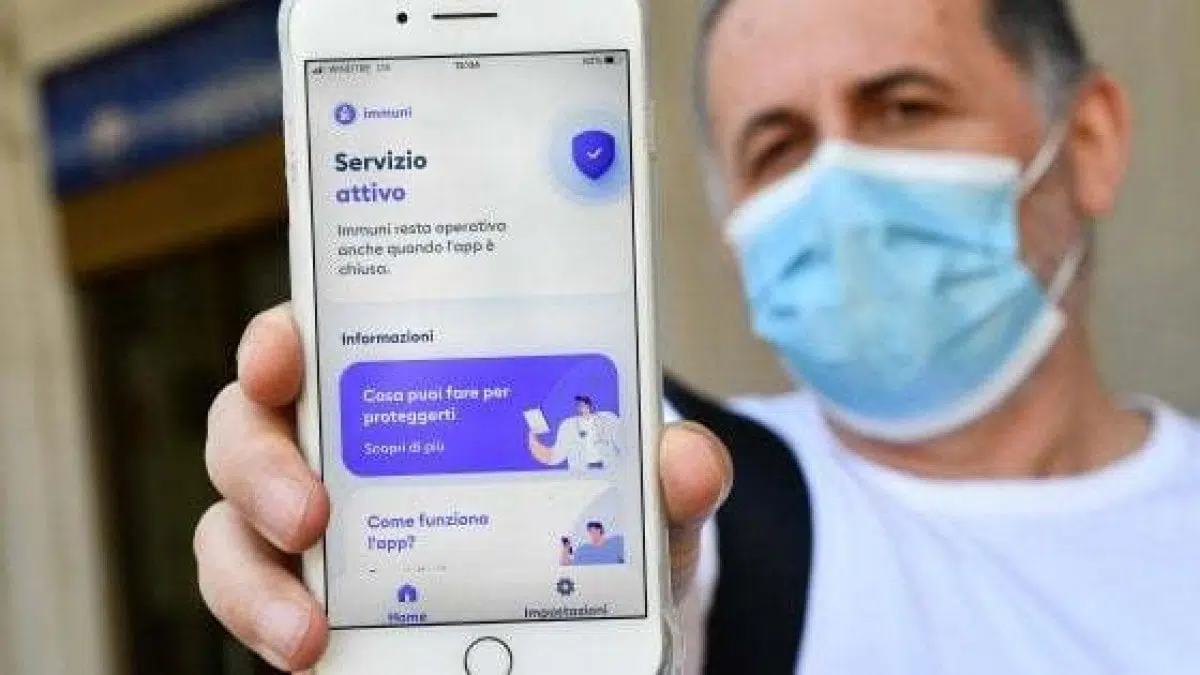 immuni
Servizio
attivo
Immuni resta operativa
anche quando l'app è
chiusa.
Informazioni
Cosa puoi fare per
proteggerti
Scopri di più
Come funziona
l'app?
Home
Impostazioni